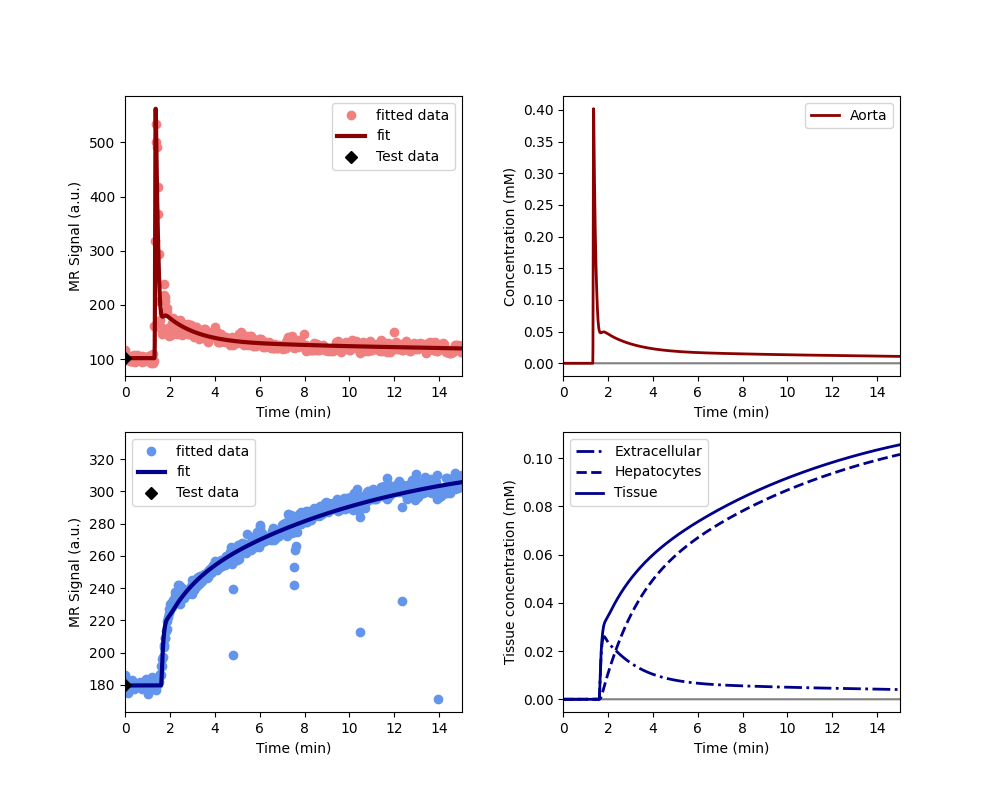 fitted data
fit
Test data
MR Signal (a.u.)
500
400
300
200
100
0 2 4 6 8 10 12 14
Time (min)
Aorta
Concentration (mM)
0.40
0.35
0.30
0.25
0.20
0.15
0.10
0.05
0.00
0 2 4 6 8 10 12 14
Time (min)
fitted data
fit
Test data
MR Signal (a.u.)
320
300
280
260
240
220
200
180
0 2 4 6 8 10 12 14
Time (min)
Extracellular
Hepatocytes
Tissue
Tissue concentration (mM)
0.10
0.08
0.06
0.04
0.02
0.00
0 2 4 6 8 10 12 14
Time (min)